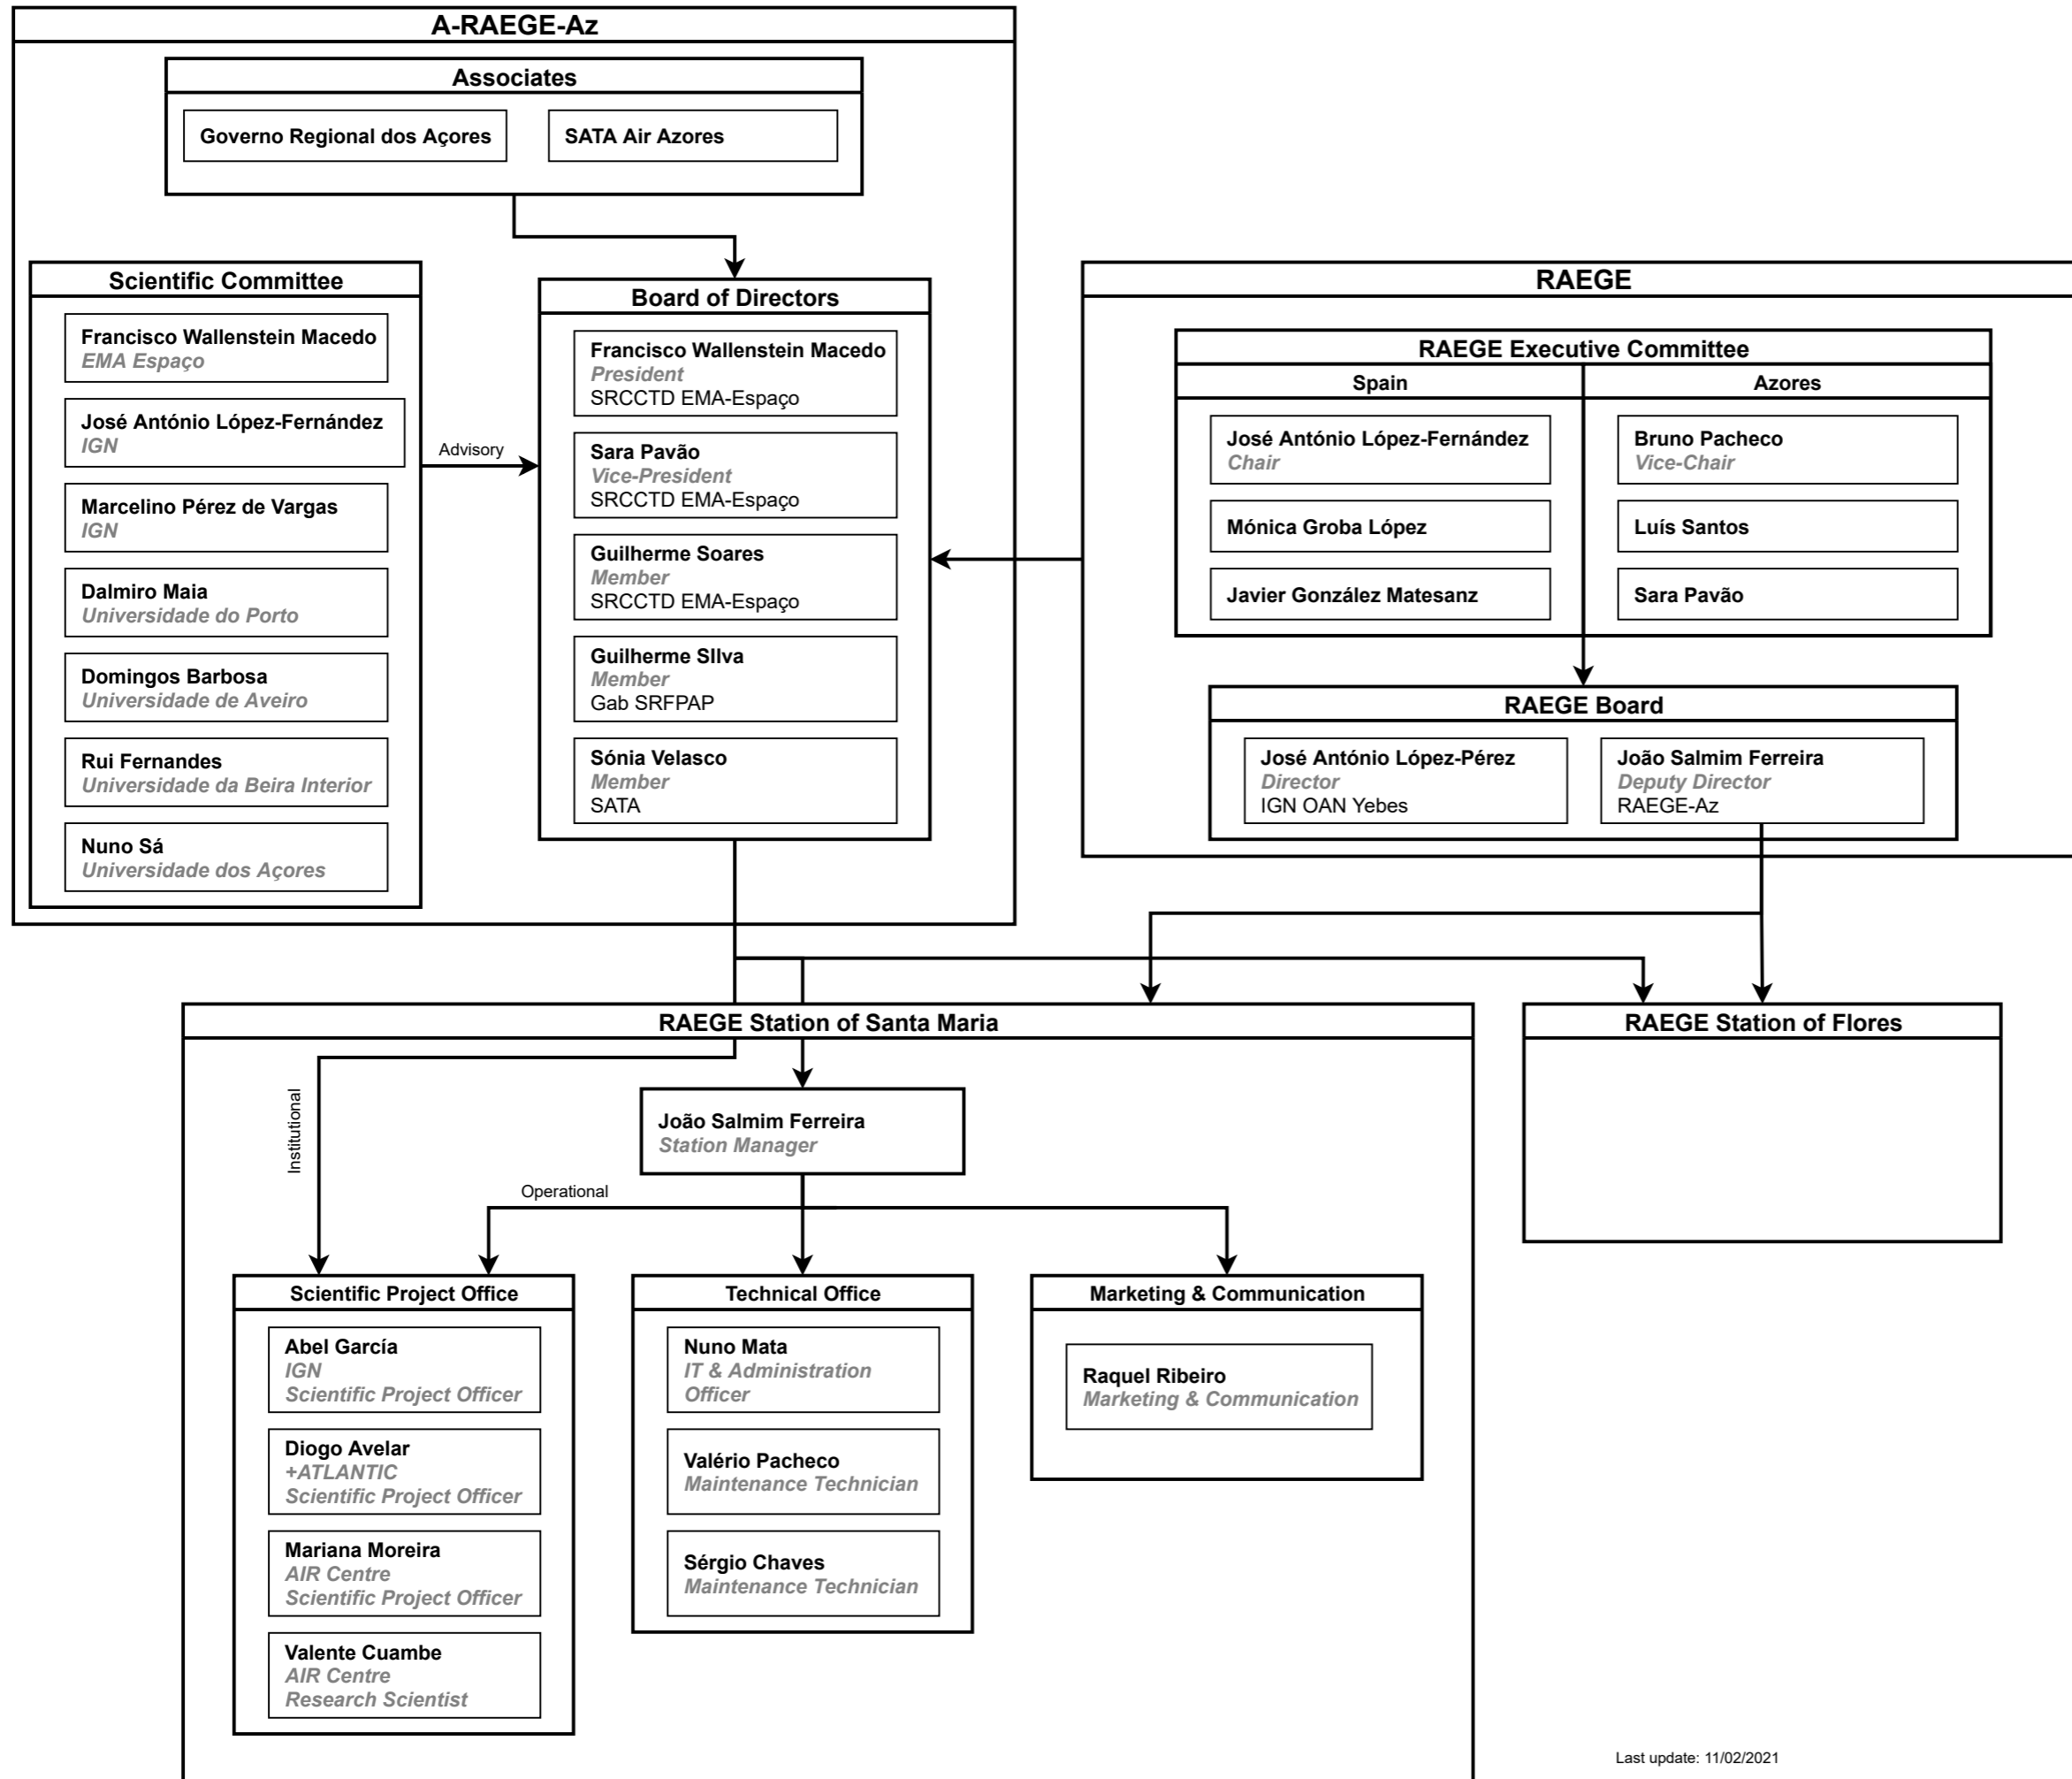 A-RAEGE-Az
Associates
Governo Regional dos Açores
SATA Air Azores
Scientific Committee
Francisco Wallenstein Macedo
EMA Espaço
José António López-Fernández
IGN
Marcelino Pérez de Vargas
IGN
Dalmiro Maia
Universidade do Porto
Domingos Barbosa
Universidade de Aveiro
Rui Fernandes
Universidade da Beira Interior
Nuno Sá
Universidade dos Açores
Advisory
Board of Directors
Francisco Wallenstein Macedo
President
SRCCTD EMA-Espaço
Sara Pavão
Vice-President
SRCCTD EMA-Espaço
Guilherme Soares
Member
SRCCTD EMA-Espaço
Guilherme SIlva
Member
Gab SRFPAP
Sónia Velasco
Member
SATA
RAEGE
RAEGE Executive Committee
Spain
Azores
José António López-Fernández
Chair
Mónica Groba López
Javier González Matesanz
Bruno Pacheco
Vice-Chair
Luís Santos
Sara Pavão
RAEGE Board
José António López-Pérez
Director
IGN OAN Yebes
João Salmim Ferreira
Deputy Director
RAEGE-Az
RAEGE Station of Santa Maria
João Salmim Ferreira
Station Manager
Institutional
Operational
Scientific Project Office
Abel García
IGN
Scientific Project Officer
Diogo Avelar
+ATLANTIC
Scientific Project Officer
Mariana Moreira
AIR Centre
Scientific Project Officer
Valente Cuambe
AIR Centre
Research Scientist
Technical Office
Nuno Mata
IT & Administration
Officer
Valério Pacheco
Maintenance Technician
Sérgio Chaves
Maintenance Technician
Marketing & Communication
Raquel Ribeiro
Marketing & Communication
RAEGE Station of Flores
Last update: 11/02/2021